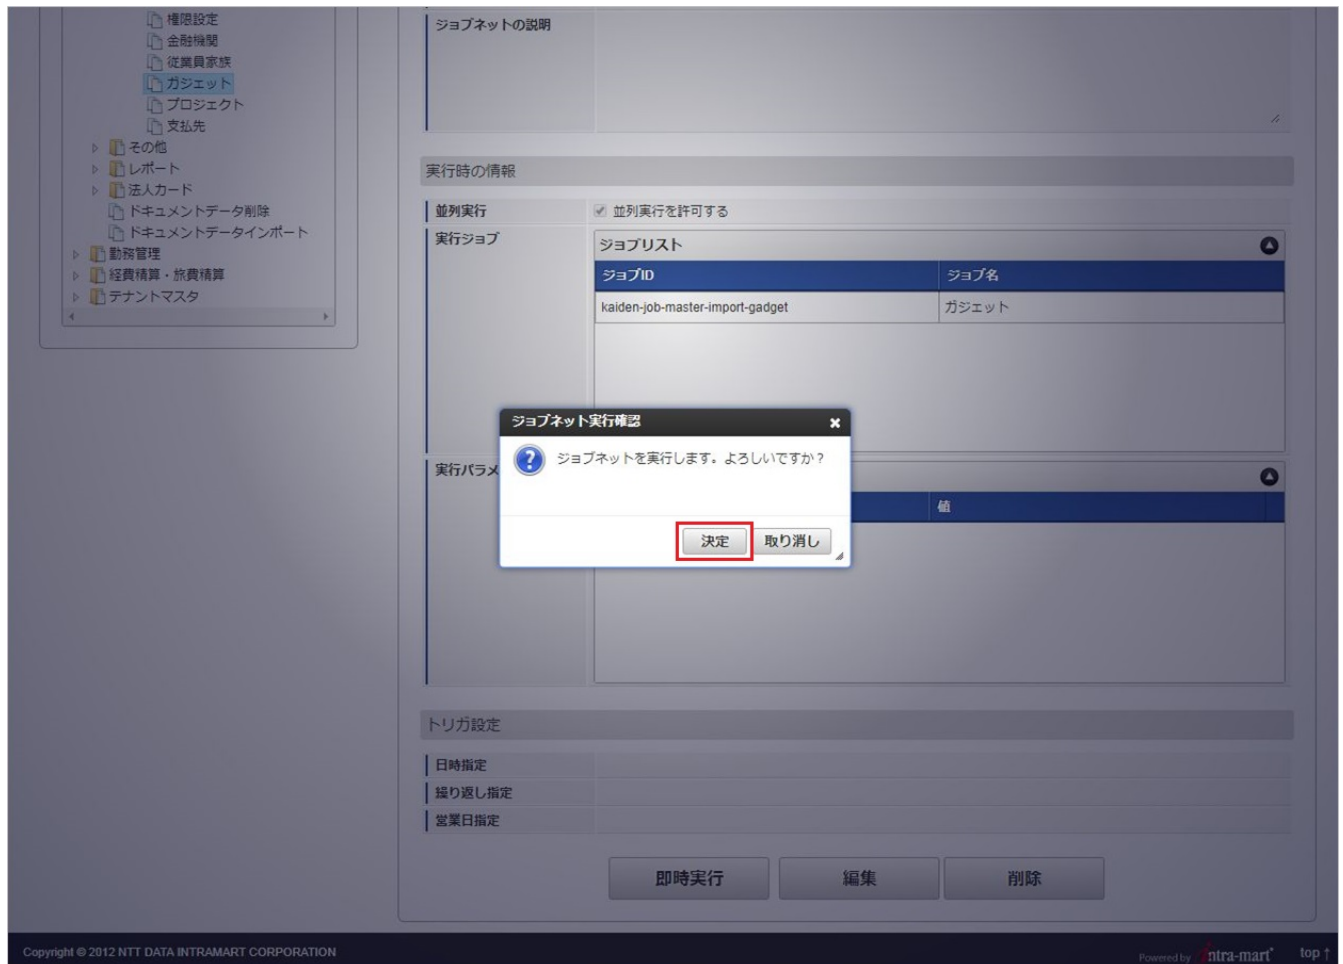 権限設定
金融機関
従業員家族
ガジェット
プロジェクト
支払先
その他
レポート
法人カード
ドキュメントデータ削除
ドキュメントデータインポート
勤務管理
経費精算・旅費精算
テナントマスタ
ジョブネットの説明
実行時の情報
並列実行
並列実行を許可する
実行ジョブ
ジョブリスト
ジョブID ジョブ名
kaiden-job-master-import-gadget ガジェット
ジョブネット実行確認
ジョブネットを実行します。よろしいですか？
決定 取り消し
実行パラメ
値
トリガ設定
日時指定
繰り返し指定
営業日指定
即時実行 編集 削除
Copyright © 2012 NTT DATA INTRAMART CORPORATION
Powered by intra-mart top ↑